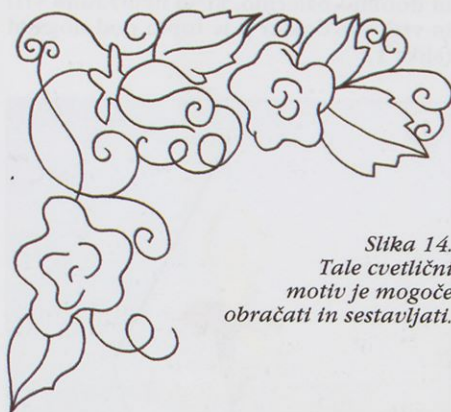 Slika 14.
Tale cvetlični
motiv je mogoče
obračati in sestavljati.